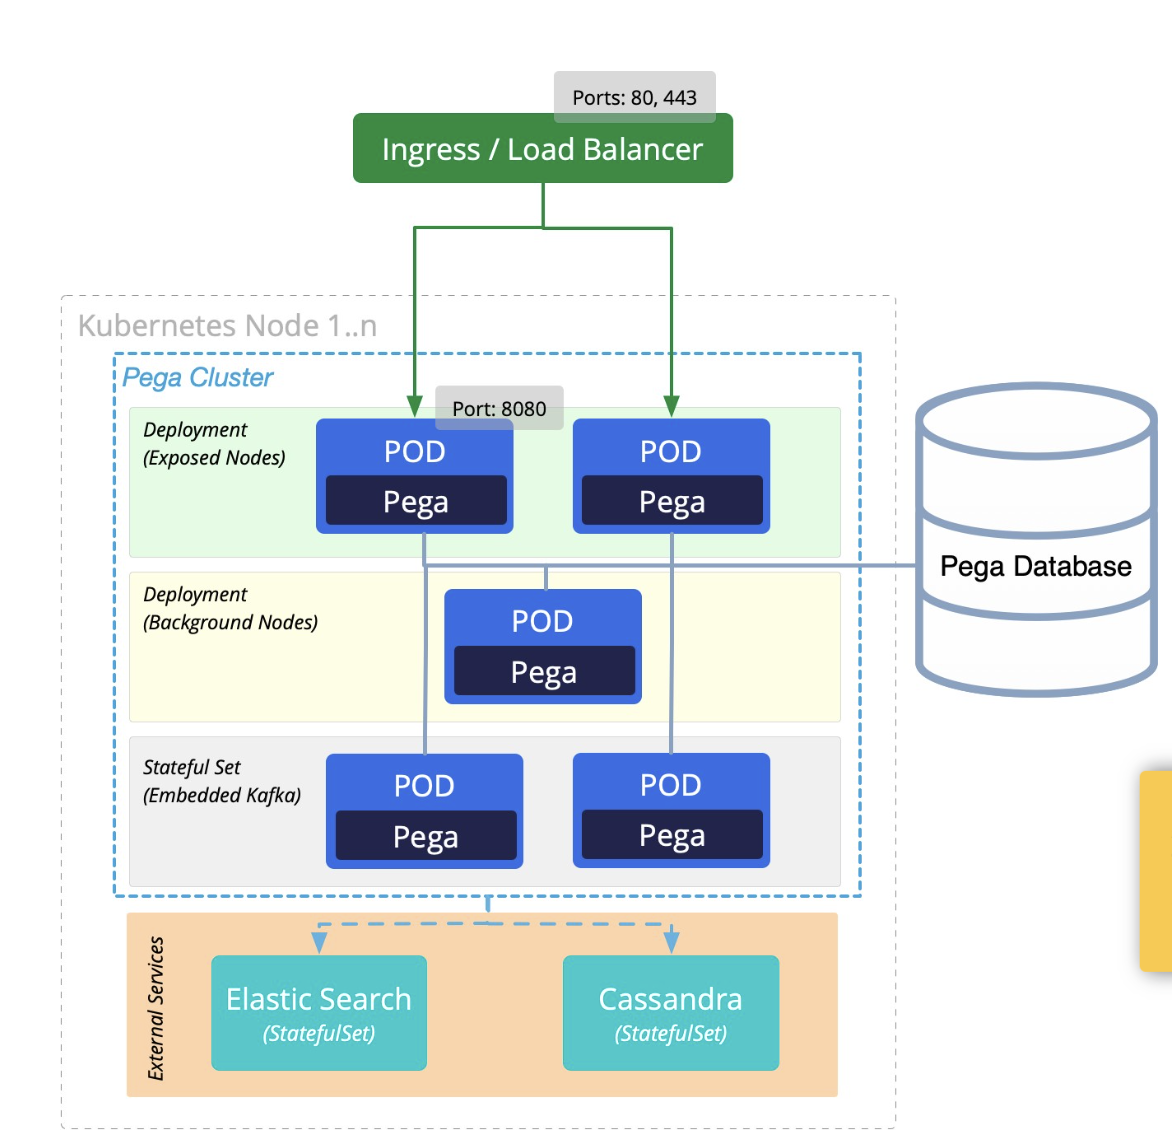 Ports: 80, 443
Ingress / Load Balancer
Kubernetes Node 1..n
Pega Cluster
Port: 8080
Deployment
(Exposed Nodes)
POD
Pega
POD
Pega
Pega Database
Deployment
(Background Nodes)
POD
Pega
Stateful Set
(Embedded Kafka)
POD
Pega
POD
Pega
External Services
Elastic Search
(StatefulSet)
Cassandra
(StatefulSet)